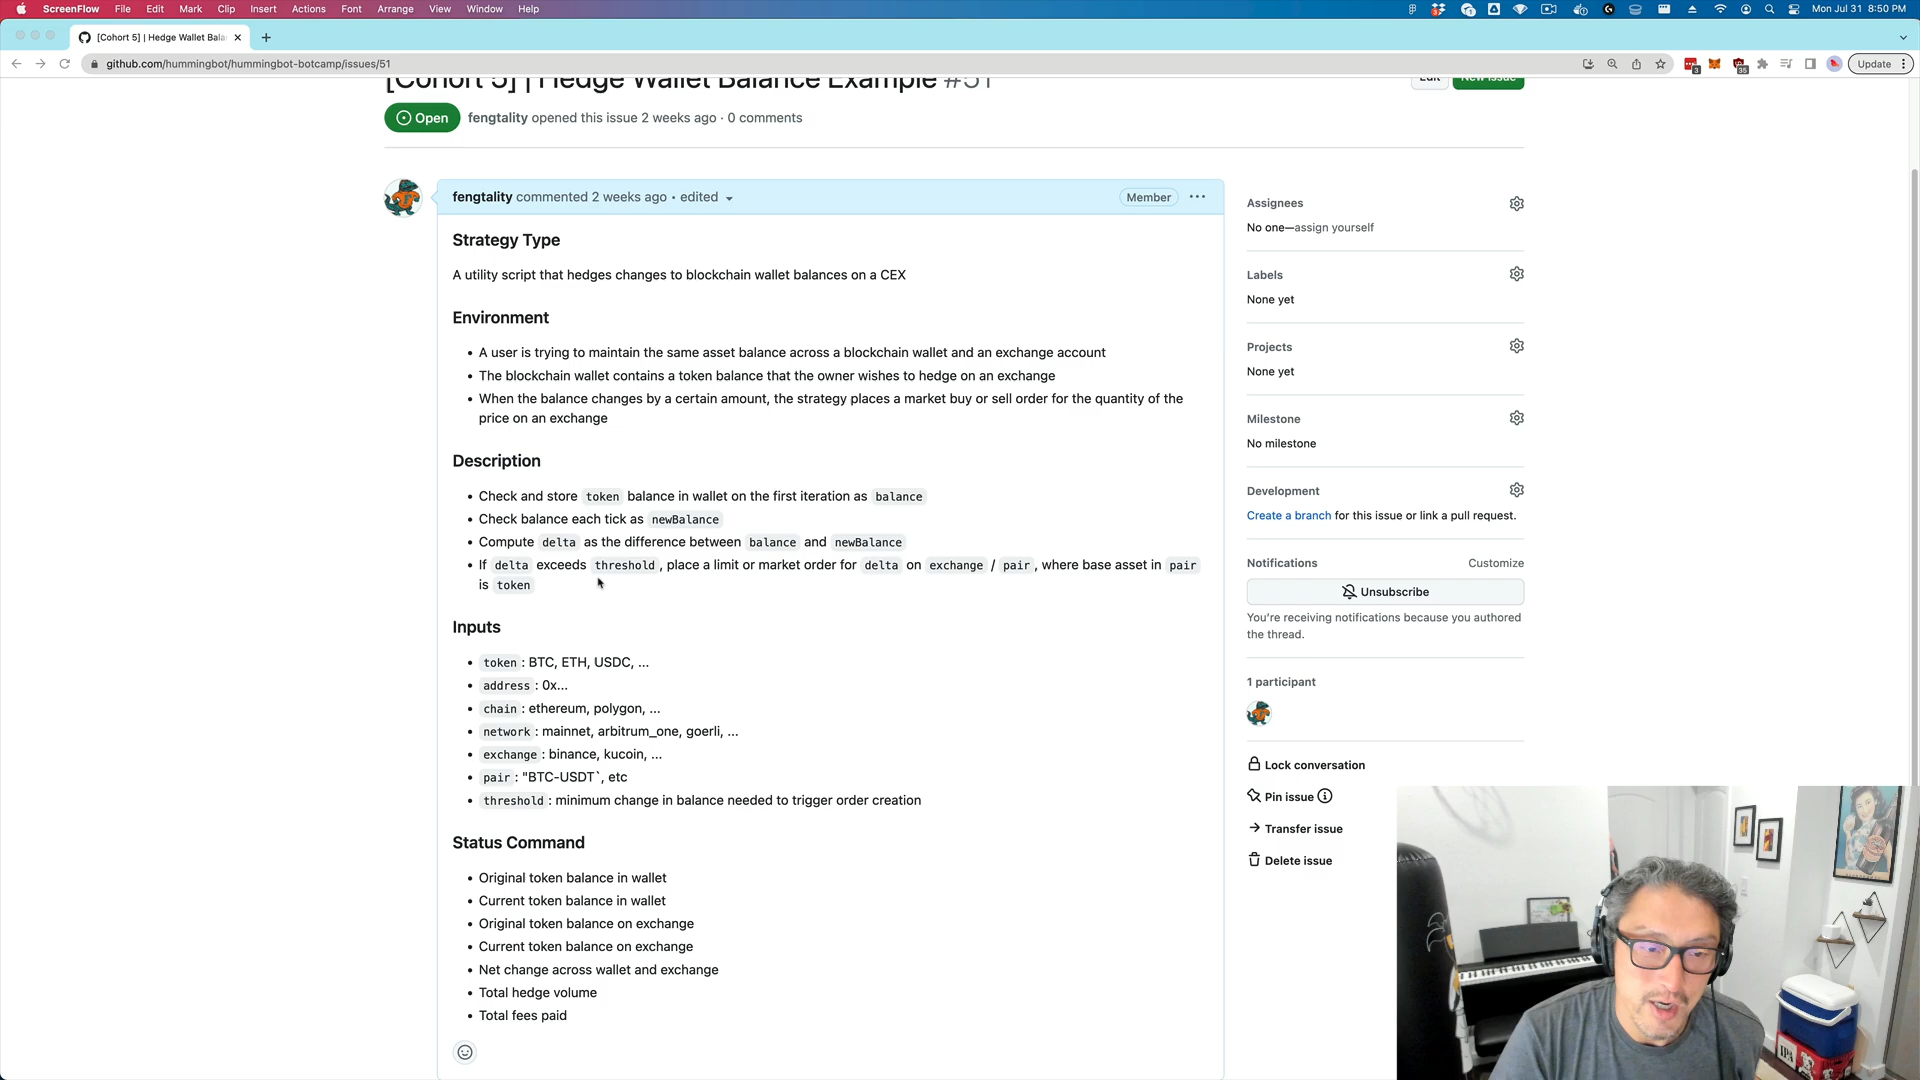 ScreenFlow File Edit Mark Clip Insert Actions Font Arrange View Window Help Mon Jul 31 8:50 PM
[Cohort 5] | Hedge Wallet Bala
github.com/hummingbot/hummingbot-botcamp/issues/51 Update
[Cohort 5] | Hedge Wallet Balance Example #51 Edit New issue
Open fengtality opened this issue 2 weeks ago · 0 comments
fengtality commented 2 weeks ago • edited Member
Strategy Type
A utility script that hedges changes to blockchain wallet balances on a CEX
Environment
• A user is trying to maintain the same asset balance across a blockchain wallet and an exchange account
• The blockchain wallet contains a token balance that the owner wishes to hedge on an exchange
• When the balance changes by a certain amount, the strategy places a market buy or sell order for the quantity of the
price on an exchange
Description
• Check and store token balance in wallet on the first iteration as balance
• Check balance each tick as newBalance
• Compute delta as the difference between balance and newBalance
• If delta exceeds threshold, place a limit or market order for delta on exchange / pair, where base asset in pair
is token
Inputs
• token: BTC, ETH, USDC, ...
• address: 0x...
• chain: ethereum, polygon, ...
• network: mainnet, arbitrum_one, goerli, ...
• exchange: binance, kucoin, ...
• pair: "BTC-USDT`, etc
• threshold: minimum change in balance needed to trigger order creation
Status Command
• Original token balance in wallet
• Current token balance in wallet
• Original token balance on exchange
• Current token balance on exchange
• Net change across wallet and exchange
• Total hedge volume
• Total fees paid
Assignees
No one—assign yourself
Labels
None yet
Projects
None yet
Milestone
No milestone
Development
Create a branch for this issue or link a pull request.
Notifications Customize
Unsubscribe
You're receiving notifications because you authored
the thread.
1 participant
Lock conversation
Pin issue
Transfer issue
Delete issue
IPA